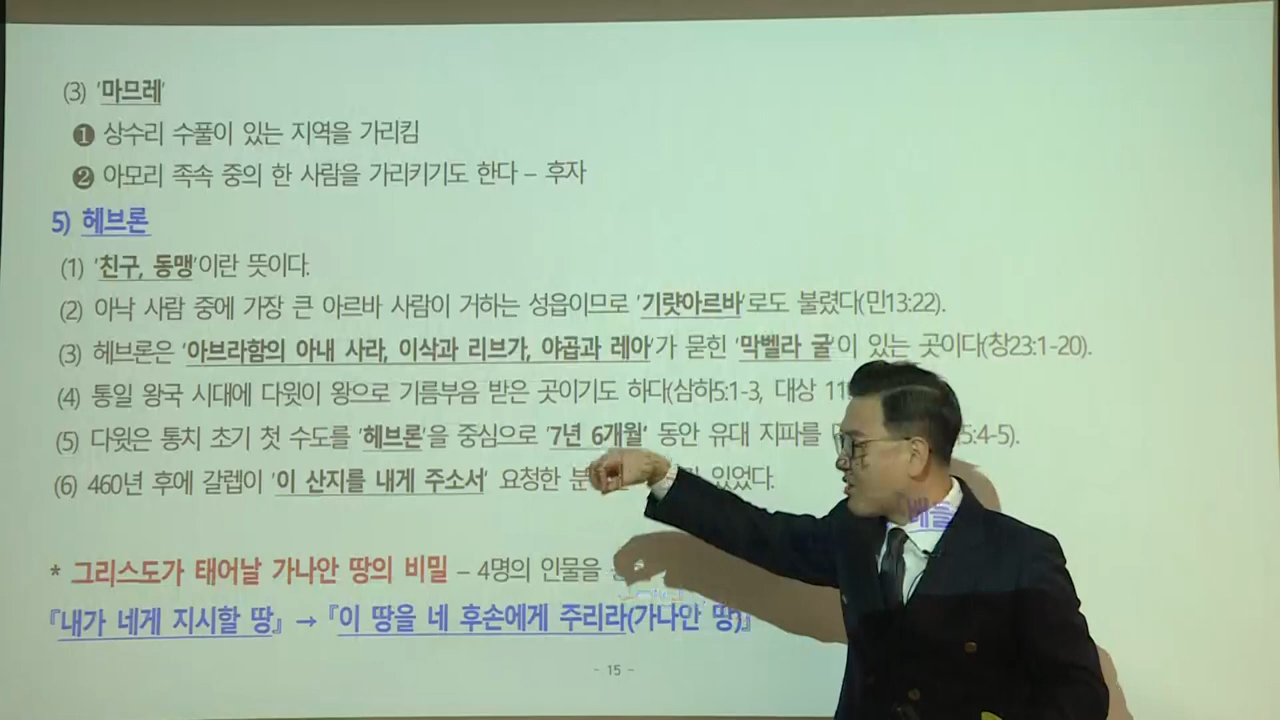 (3) '마므레'
❶ 상수리 수풀이 있는 지역을 가리킴
❷ 아모리 족속 중의 한 사람을 가리키기도 한다 – 후자
5) 헤브론
(1) '친구, 동맹'이란 뜻이다.
(2) 아낙 사람 중에 가장 큰 아르바 사람이 거하는 성읍이므로 '기럇아르바'로도 불렸다(민13:22).
(3) 헤브론은 '아브라함의 아내 사라, 이삭과 리브가, 야곱과 레아'가 묻힌 '막벨라 굴'이 있는 곳이다(창23:1-20).
(4) 통일 왕국 시대에 다윗이 왕으로 기름부음 받은 곳이기도 하다(삼하5:1-3, 대상
(5) 다윗은 통치 초기 첫 수도를 '헤브론'을 중심으로 '7년 6개월' 동안 유대 지파를 5:4-5).
(6) 460년 후에 갈렙이 '이 산지를 내게 주소서' 요청한 있었다.
* 그리스도가 태어날 가나안 땅의 비밀 – 4명의 인물을
『내가 네게 지시할 땅』 → 『이 땅을 네 후손에게 주리라(가나안 땅)』
- 15 -